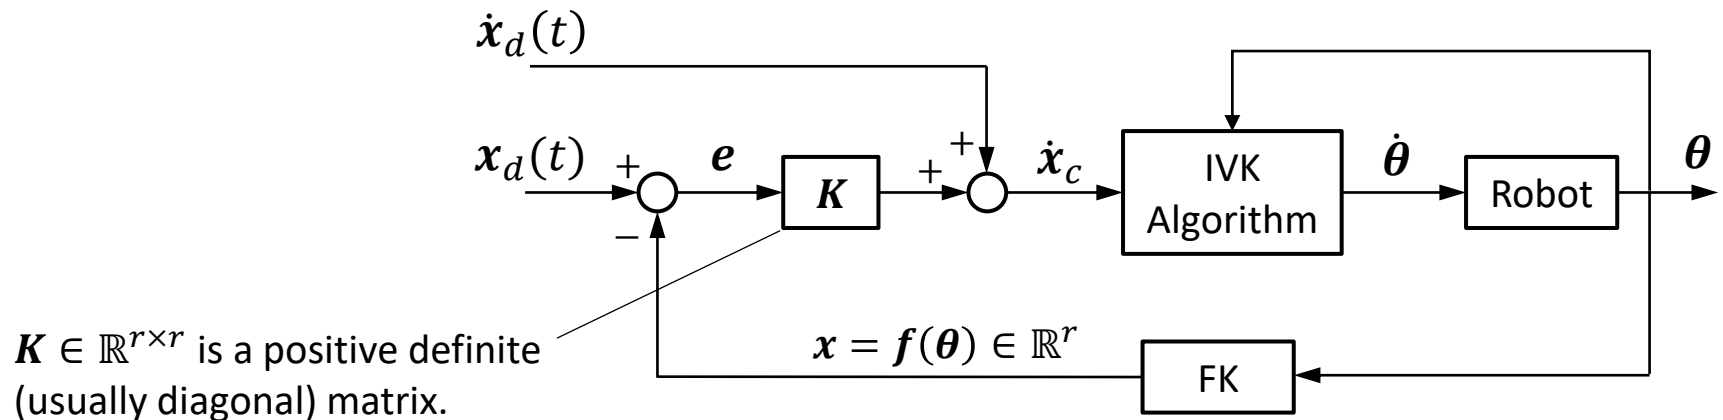 ẋ_d(t)
x_d(t)
+
e
−
K
+
+
ẋ_c
IVK
Algorithm
θ̇
Robot
θ
x = f(θ) ∈ ℝ^r
FK
K ∈ ℝ^{r×r} is a positive definite
(usually diagonal) matrix.